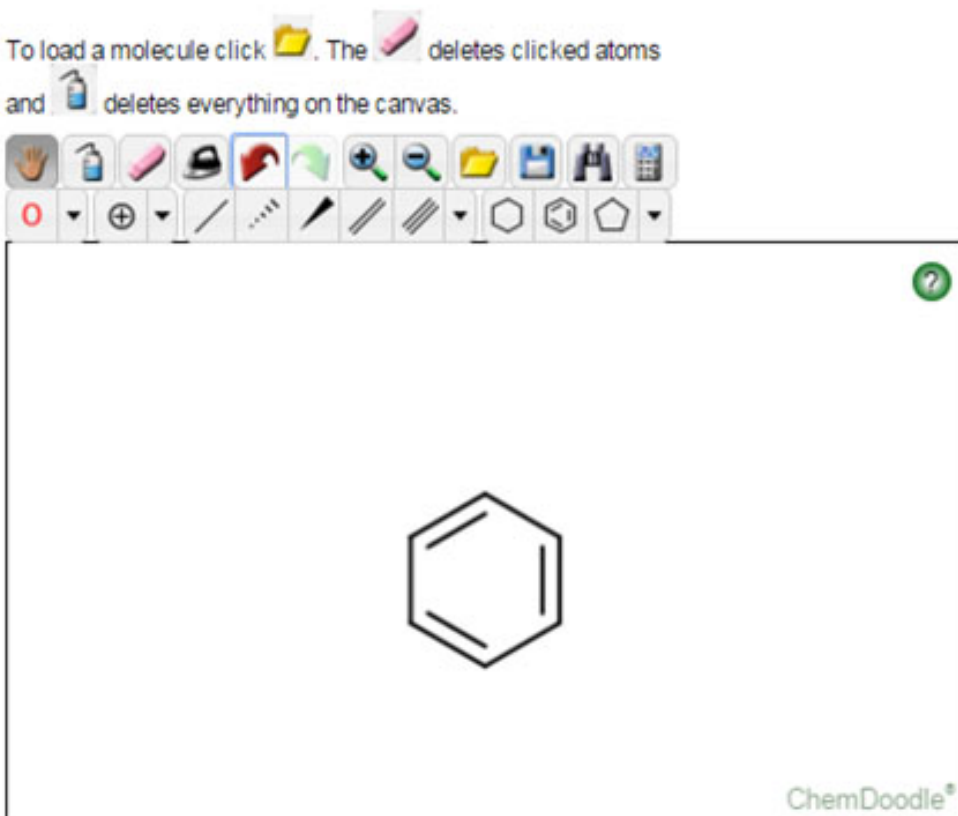 To load a molecule click . The deletes clicked atoms
and deletes everything on the canvas.
O
?
ChemDoodle®